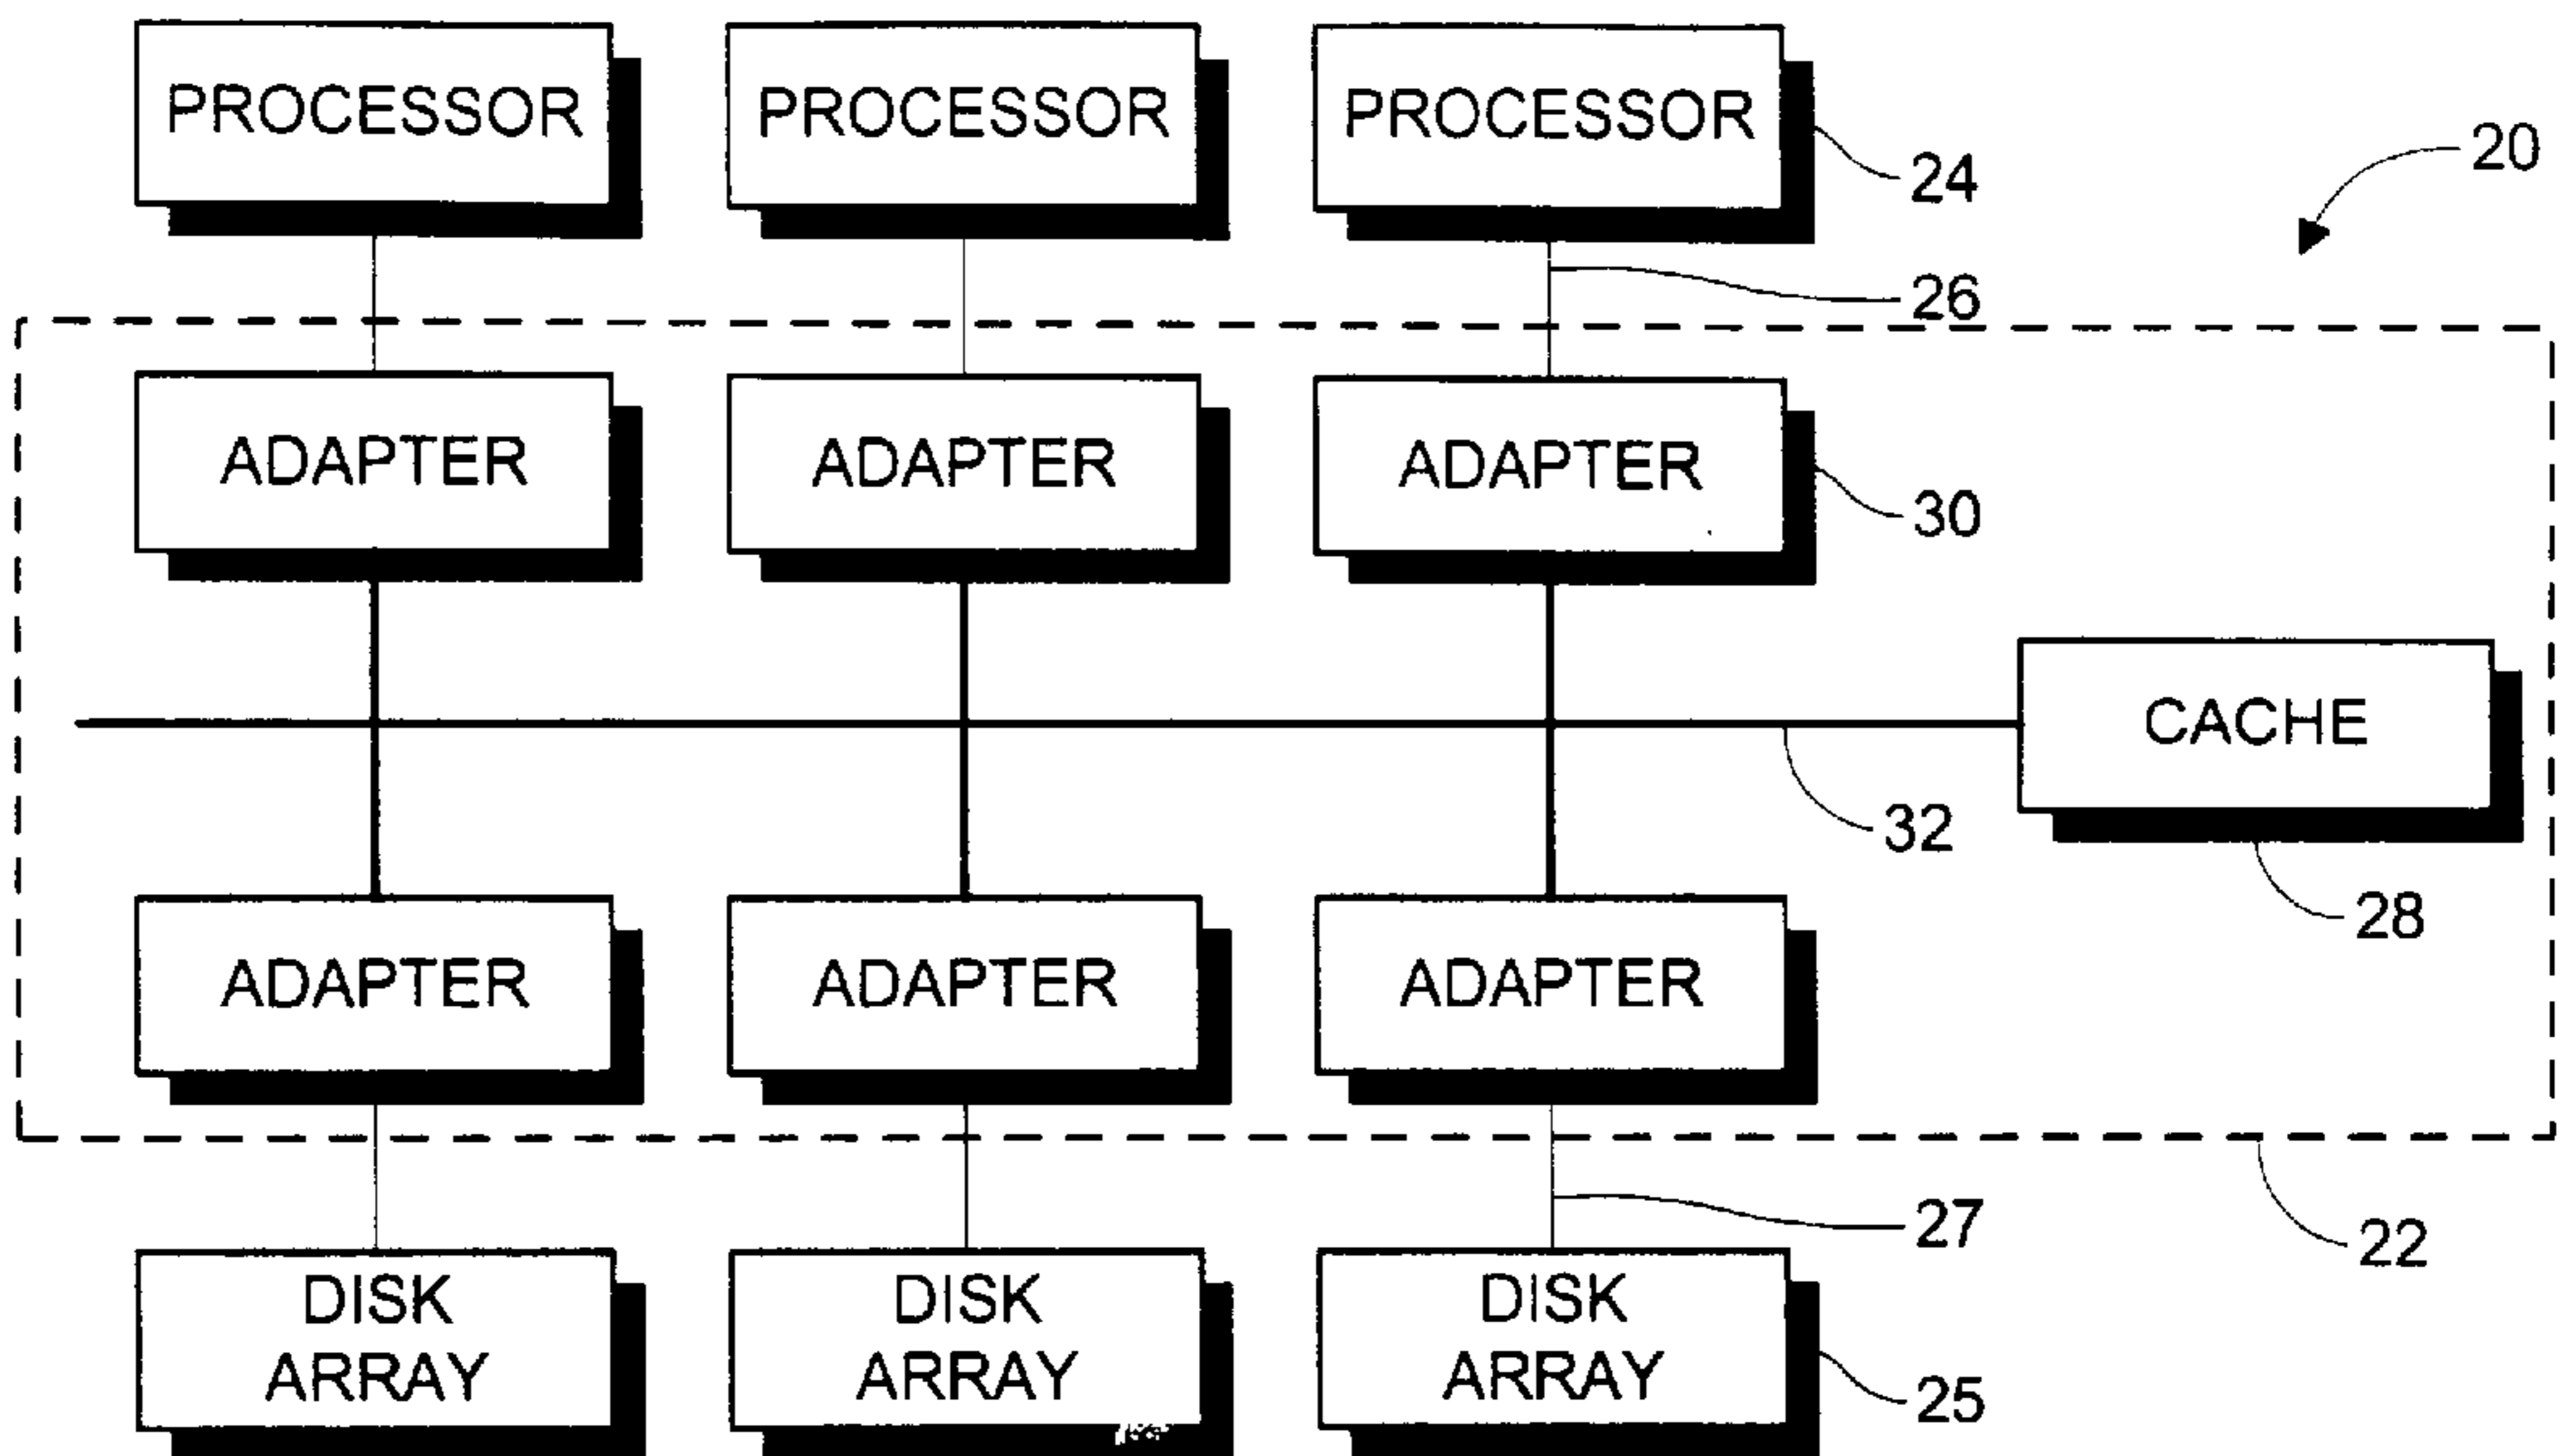 PROCESSOR PROCESSOR PROCESSOR
20
24
26
ADAPTER ADAPTER ADAPTER
30
CACHE
32
28
ADAPTER ADAPTER ADAPTER
27
22
DISK ARRAY DISK ARRAY DISK ARRAY
25